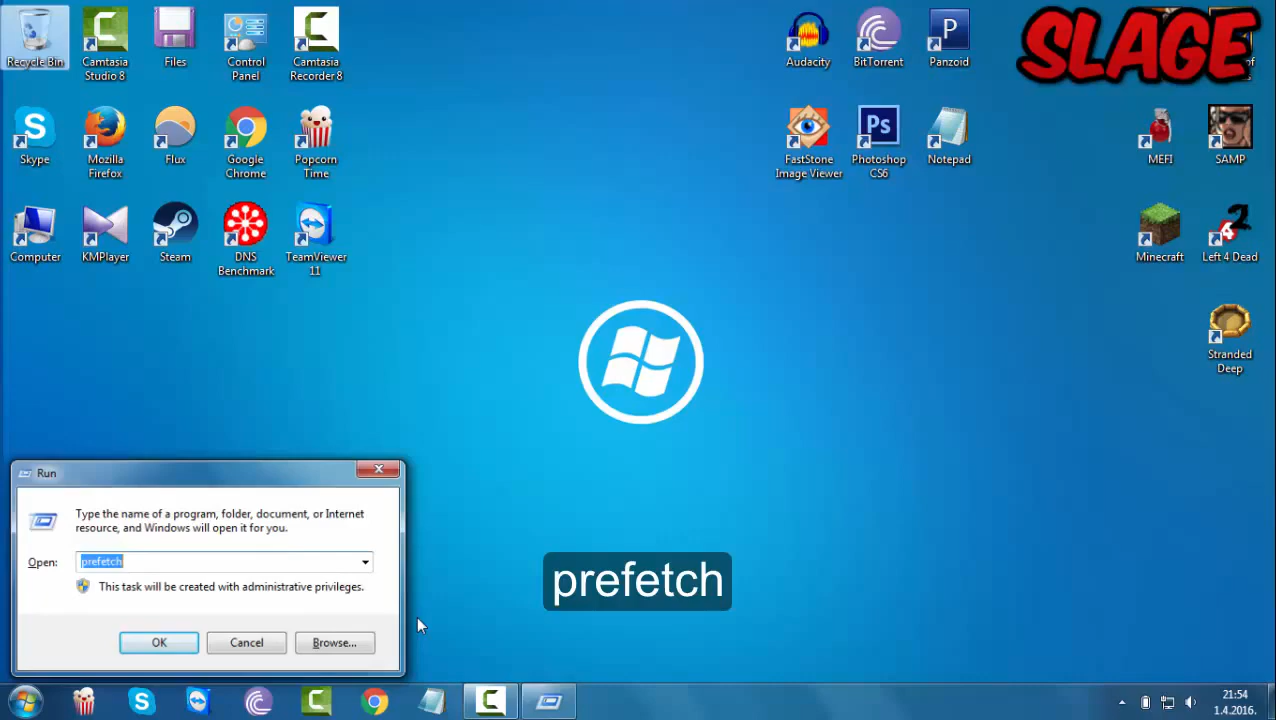 SLAGE
Recycle Bin
Camtasia
Studio 8
Files
Control
Panel
Camtasia
Recorder 8
Audacity
BitTorrent
P
Panzoid
of
S
Skype
Mozilla
Firefox
Flux
Google
Chrome
Popcorn
Time
FastStone
Image Viewer
Ps
Photoshop
CS6
Notepad
MEFI
SAMP
Computer
KMPlayer
Steam
DNS
Benchmark
TeamViewer
11
Minecraft
Left 4 Dead
Stranded
Deep
Run
Type the name of a program, folder, document, or Internet
resource, and Windows will open it for you.
Open: prefetch
This task will be created with administrative privileges.
OK Cancel Browse...
prefetch
21:54
1.4.2016.